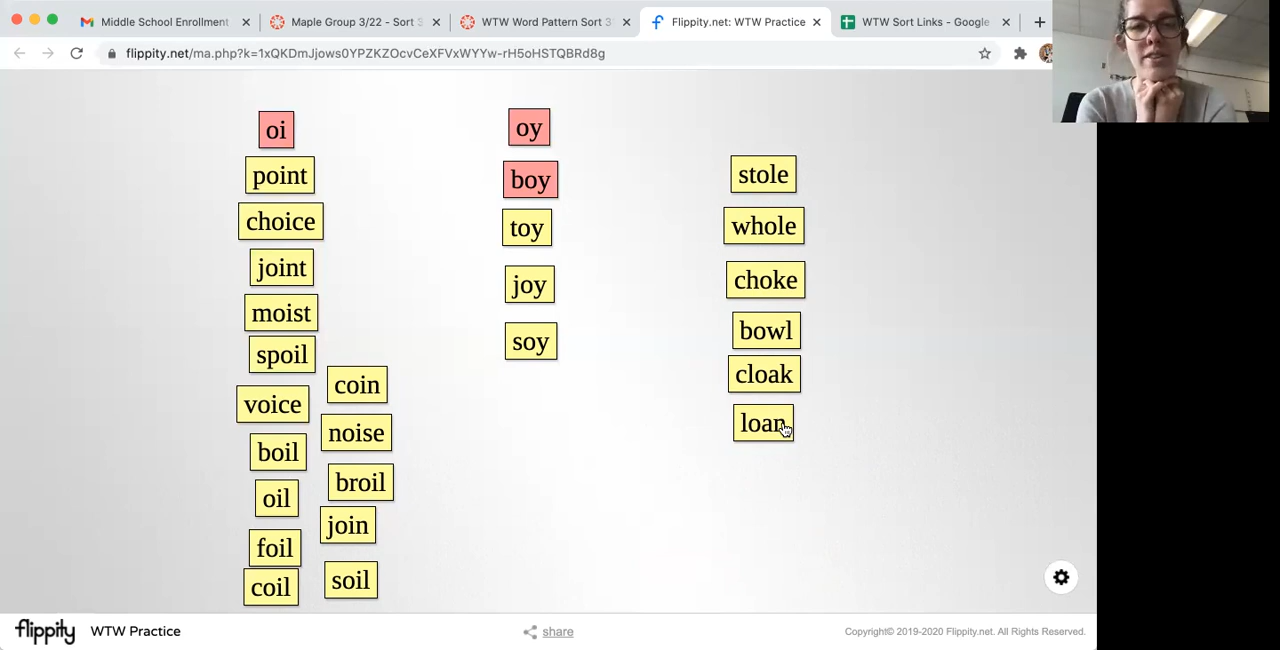 Middle School Enrollment
Maple Group 3/22 - Sort 3
WTW Word Pattern Sort 3
Flippity.net: WTW Practice
WTW Sort Links - Google
flippity.net/ma.php?k=1xQKDmJjows0YPZKZOcvCeXFVxWYYw-rH5oHSTQBRd8g
oi
point
choice
joint
moist
spoil
voice
boil
oil
foil
coil
coin
noise
broil
join
soil
oy
boy
toy
joy
soy
stole
whole
choke
bowl
cloak
loan
flippity
WTW Practice
share
Copyright© 2019-2020 Flippity.net. All Rights Reserved.